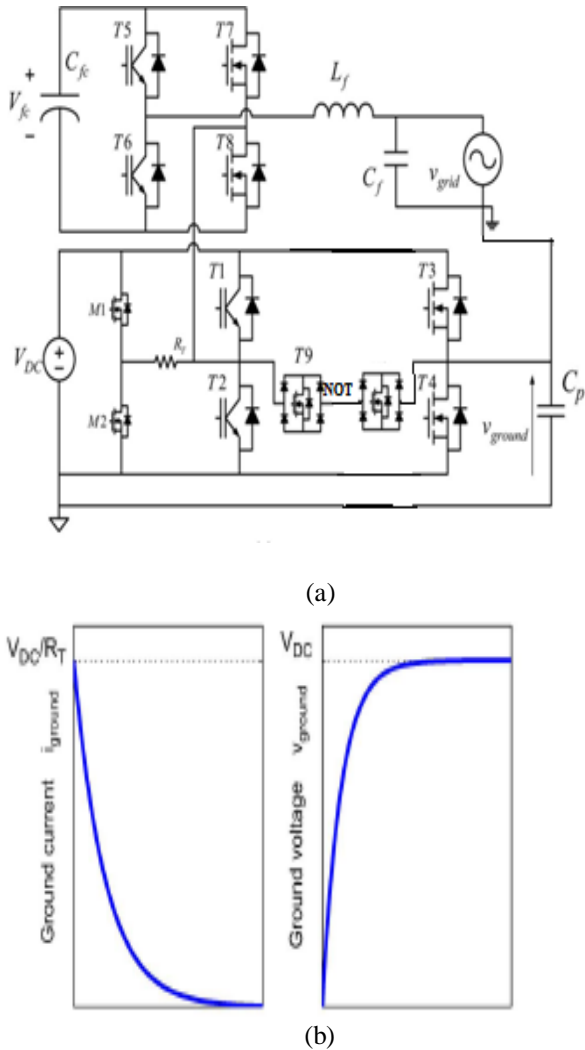 T5
T7
+
C_fc
V_fc
−
L_f
T6
T8
C_f
v_grid
T1
T3
M1
R_T
T9
V_DC
+
−
NOT
T2
T4
C_p
M2
v_ground
(a)
V_DC/R_T
V_DC
Ground current i_ground
Ground voltage v_ground
(b)